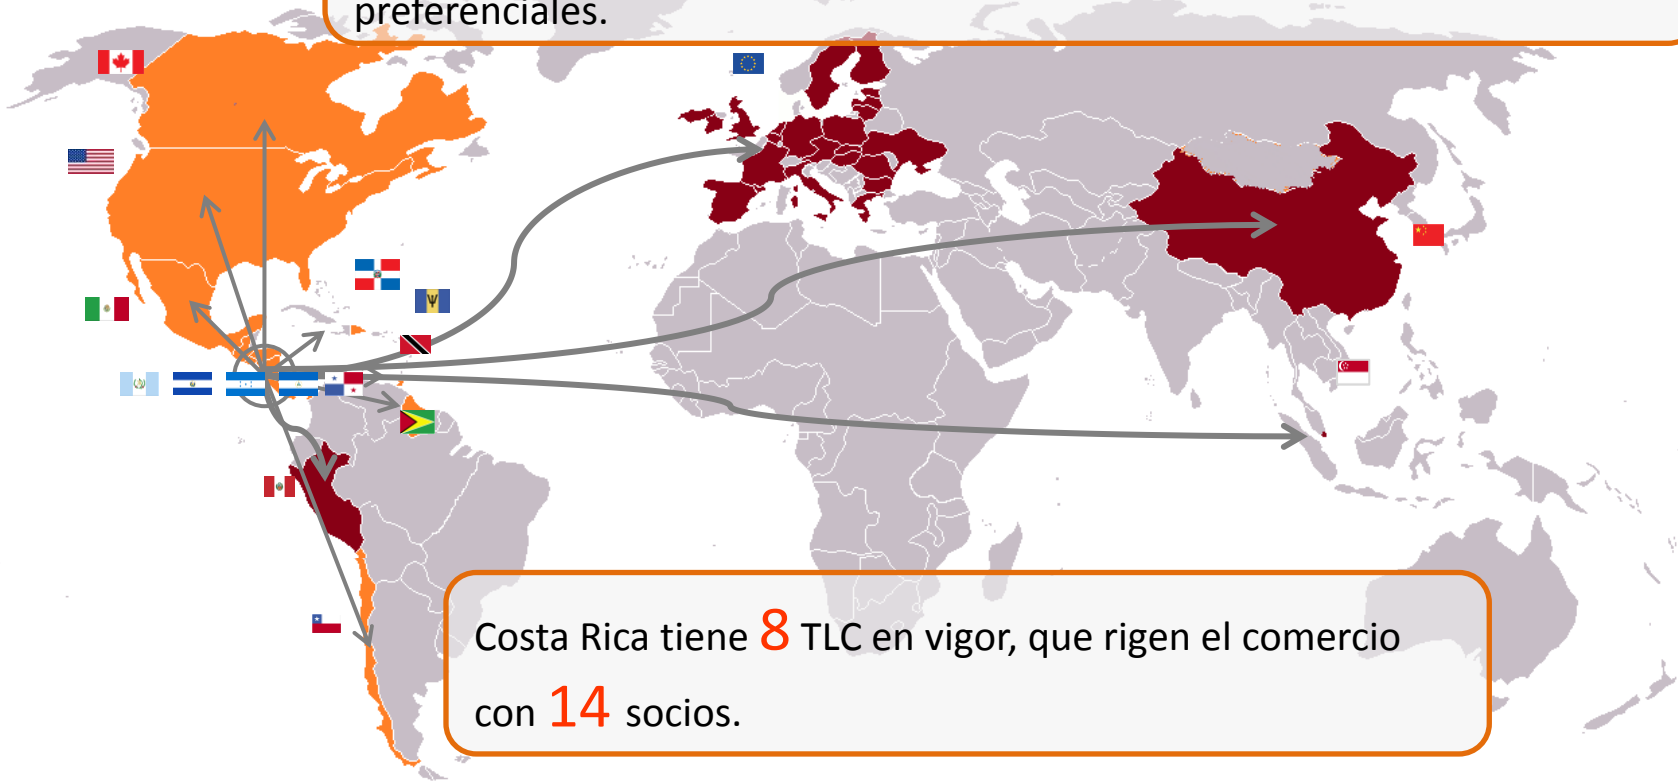 preferenciales.
Costa Rica tiene 8 TLC en vigor, que rigen el comercio
con 14 socios.